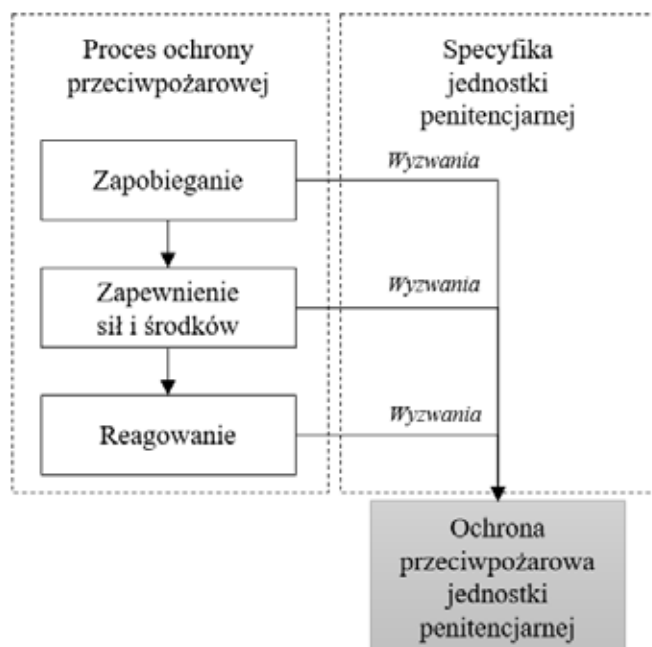 Proces ochrony
przeciwpożarowej
Specyfika
jednostki
penitencjarnej
Zapobieganie
Wyzwania
Zapewnienie
sił i środków
Wyzwania
Reagowanie
Wyzwania
Ochrona
przeciwpożarowa
jednostki
penitencjarnej